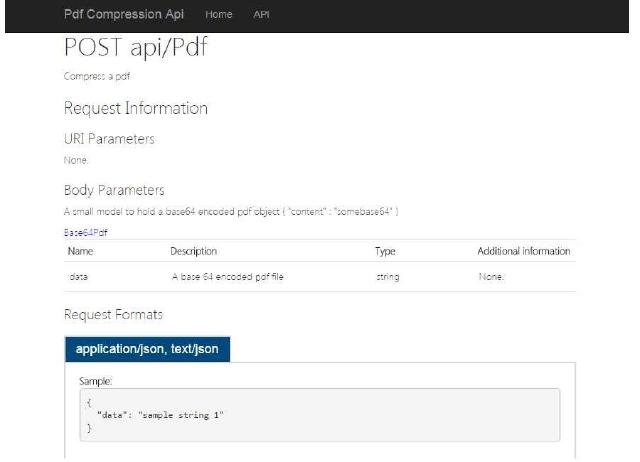 Pdf Compression Api Home API
POST api/Pdf
Compress a pdf
Request Information
URI Parameters
None.
Body Parameters
A small model to hold a base64 encoded pdf object { "content" : "somebase64" }
Base64Pdf
Name Description Type Additional information
data A base 64 encoded pdf file string None.
Request Formats
application/json, text/json
Sample:
{
"data": "sample string 1"
}